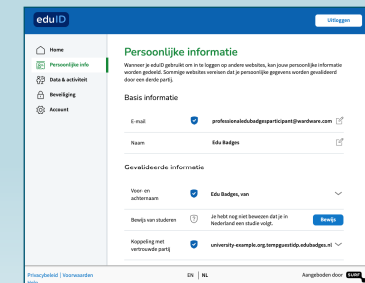 eduID
Uitloggen
Home
Persoonlijke info
Data & activiteit
Beveiliging
Account
Persoonlijke informatie
Wanneer je eduID gebruikt om in te loggen op andere websites, kan jouw persoonlijke informatie
worden gedeeld. Sommige websites vereisen dat je persoonlijke gegevens worden gevalideerd
door een derde partij.
Basis informatie
E-mail
professionaledubadgesparticipant@wardware.com
Naam
Edu Badges
Gevalideerde informatie
Voor- en
achternaam
Edu Badges, van
Bewijs van studeren
Je hebt nog niet bewezen dat je in
Nederland een studie volgt.
Bewijs
Koppeling met
vertrouwde partij
university-example.org.tempguestidp.edubadges.nl
Privacybeleid | Voorwaarden
EN | NL
Aangeboden door SURF